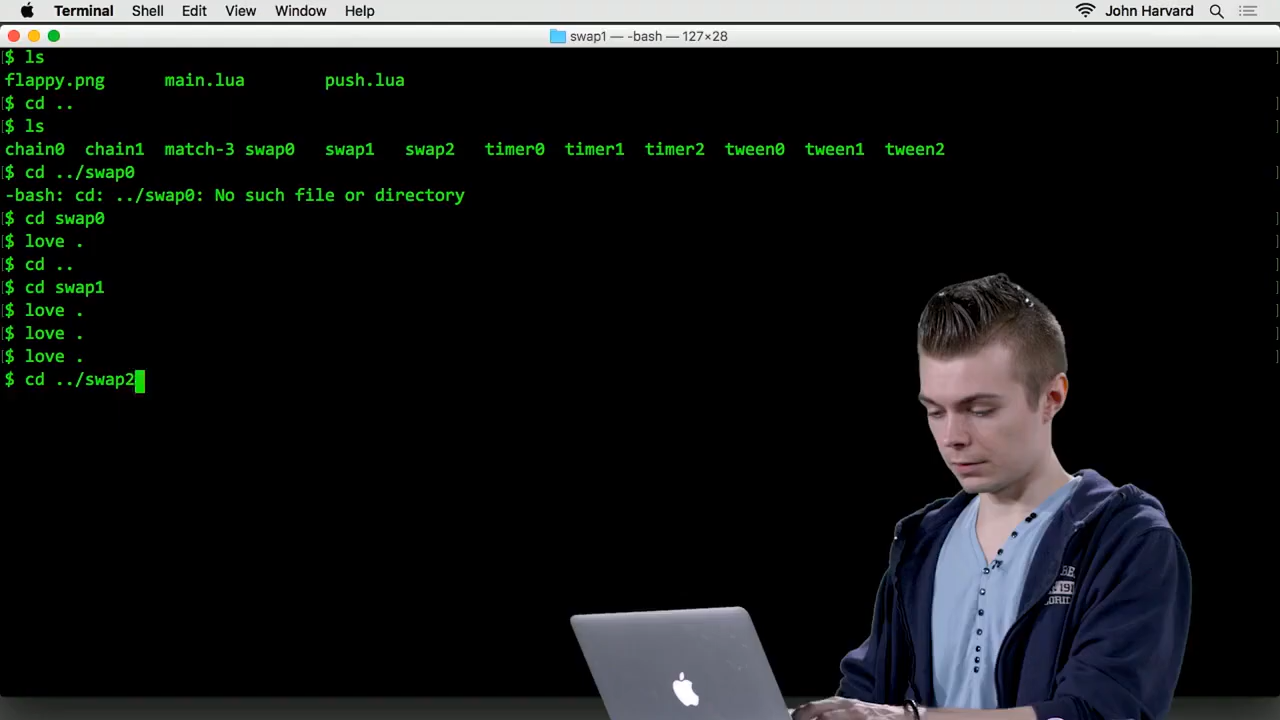 Terminal Shell Edit View Window Help John Harvard
swap1 — -bash — 127×28
$ ls
flappy.png main.lua push.lua
$ cd ..
$ ls
chain0 chain1 match-3 swap0 swap1 swap2 timer0 timer1 timer2 tween0 tween1 tween2
$ cd ../swap0
-bash: cd: ../swap0: No such file or directory
$ cd swap0
$ love .
$ cd ..
$ cd swap1
$ love .
$ love .
$ love .
$ cd ../swap2